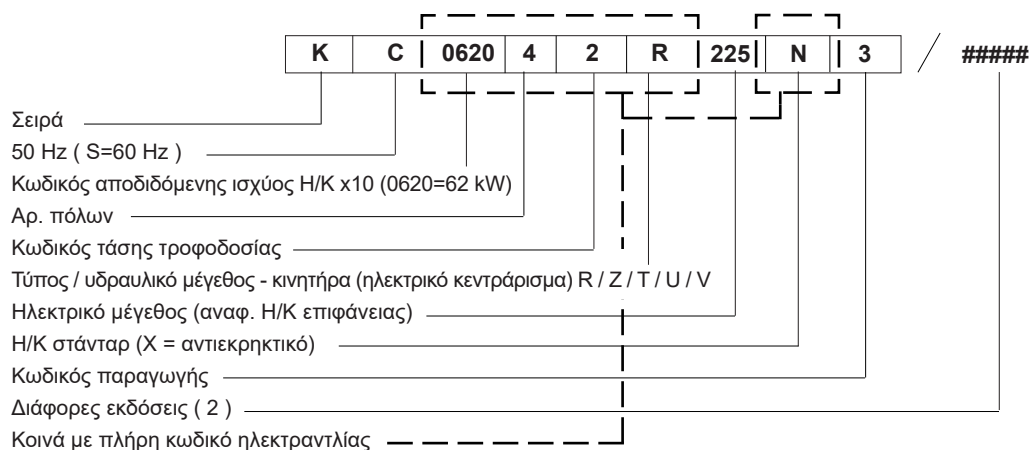 K C 0620 4 2 R 225 N 3 / #####
Σειρά
50 Hz ( S=60 Hz )
Κωδικός αποδιδόμενης ισχύος Η/Κ x10 (0620=62 kW)
Αρ. πόλων
Κωδικός τάσης τροφοδοσίας
Τύπος / υδραυλικό μέγεθος - κινητήρα (ηλεκτρικό κεντράρισμα) R / Z / T / U / V
Ηλεκτρικό μέγεθος (αναφ. Η/Κ επιφάνειας)
Η/Κ στάνταρ (X = αντιεκρηκτικό)
Κωδικός παραγωγής
Διάφορες εκδόσεις ( 2 )
Κοινά με πλήρη κωδικό ηλεκτραντλίας